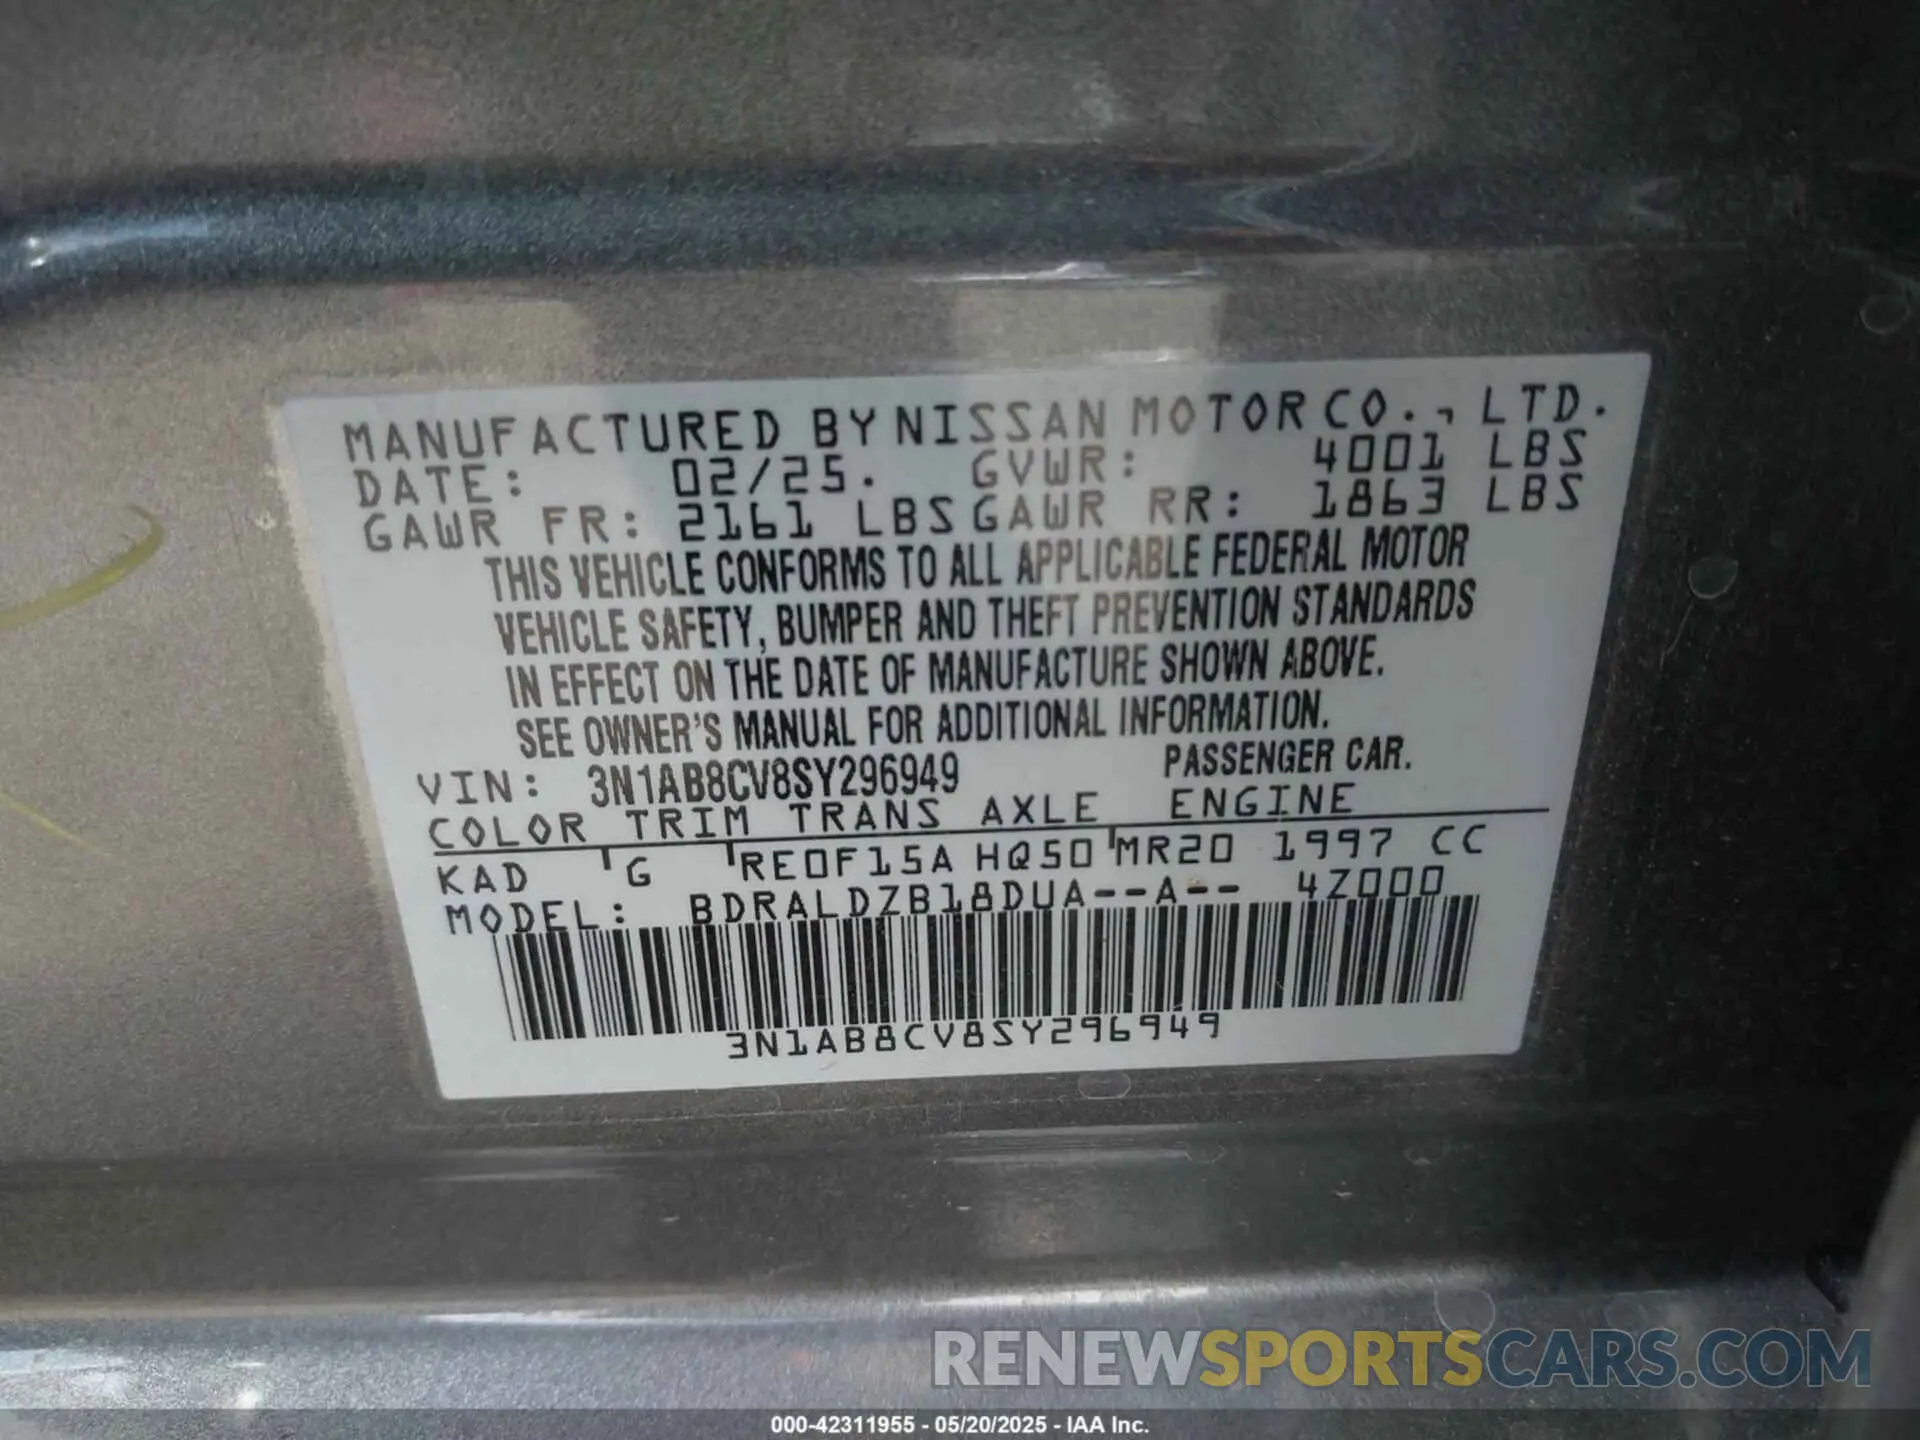 MANUFACTURED BY NISSAN MOTOR CO., LTD.
DATE: 02/25. GVWR: 4001 LBS
GAWR FR: 2161 LBS GAWR RR: 1863 LBS
THIS VEHICLE CONFORMS TO ALL APPLICABLE FEDERAL MOTOR
VEHICLE SAFETY, BUMPER AND THEFT PREVENTION STANDARDS
IN EFFECT ON THE DATE OF MANUFACTURE SHOWN ABOVE.
SEE OWNER'S MANUAL FOR ADDITIONAL INFORMATION.
VIN: 3N1AB8CV8SY296949 PASSENGER CAR.
COLOR TRIM TRANS AXLE ENGINE
KAD G RE0F15A HQ50 MR20 1997 CC
MODEL: BDRALDZB18DUA--A-- 4Z000
3N1AB8CV8SY296949
RENEWSPORTSCARS.COM
000-42311955 - 05/20/2025 - IAA Inc.